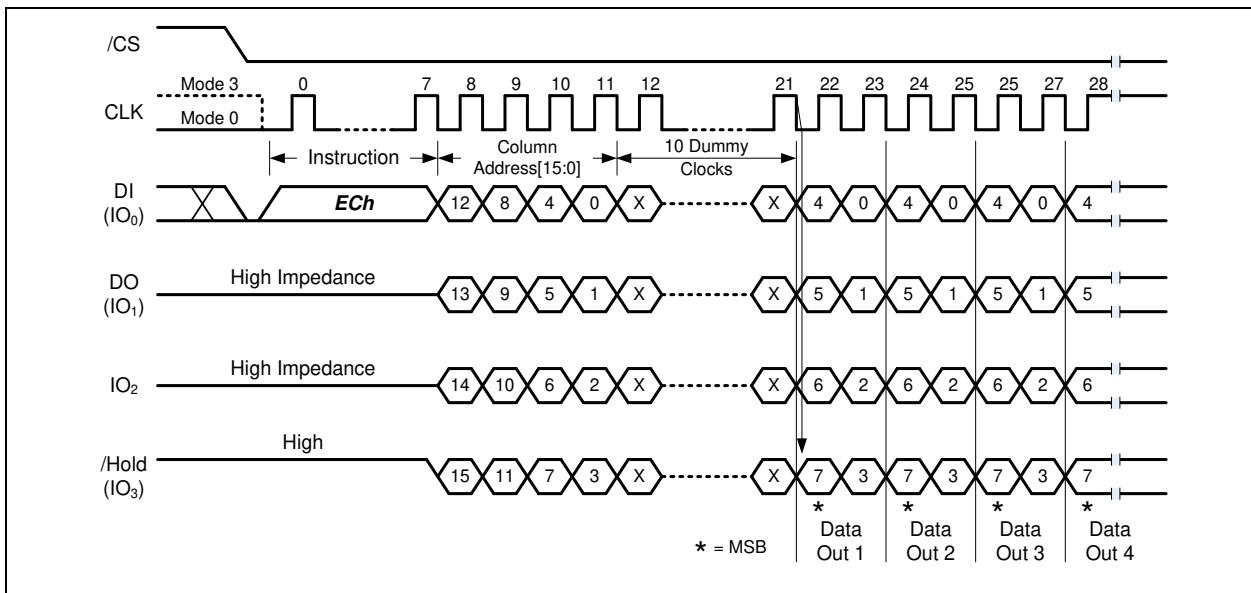 /CS
Mode 3 0 7 8 9 10 11 12 21 22 23 24 25 25 27 28
CLK
Mode 0
Instruction Column Address[15:0] 10 Dummy Clocks
DI (IO0) ECh 12 8 4 0 X X 4 0 4 0 4 0 4
High Impedance
DO (IO1) 13 9 5 1 X X 5 1 5 1 5 1 5
High Impedance
IO2 14 10 6 2 X X 6 2 6 2 6 2 6
High
/Hold (IO3) 15 11 7 3 X X 7 3 7 3 7 3 7
* * * *
* = MSB
Data Out 1 Data Out 2 Data Out 3 Data Out 4